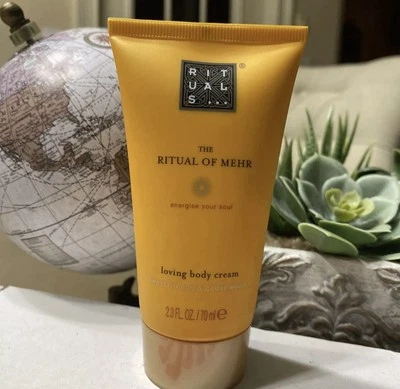 RIT
UAL
S...®
THE
RITUAL OF MEHR
energise your soul
loving body cream
2.3 FL.OZ. / 70 ml ℮